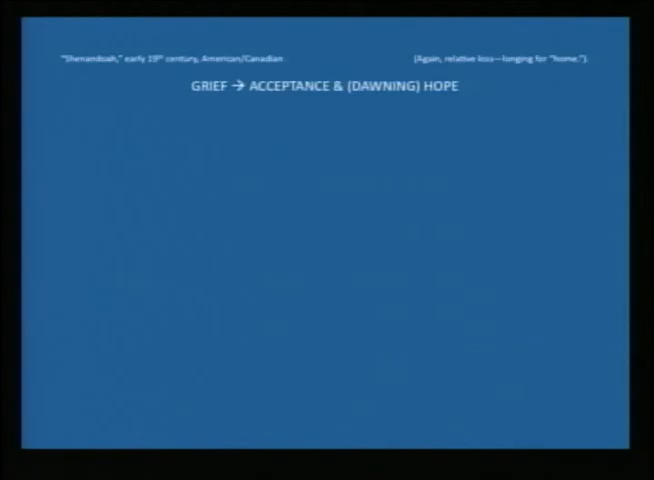 "Shenandoah," early 19th century, American/Canadian (Again, relative loss—longing for "home.").
GRIEF → ACCEPTANCE & (DAWNING) HOPE